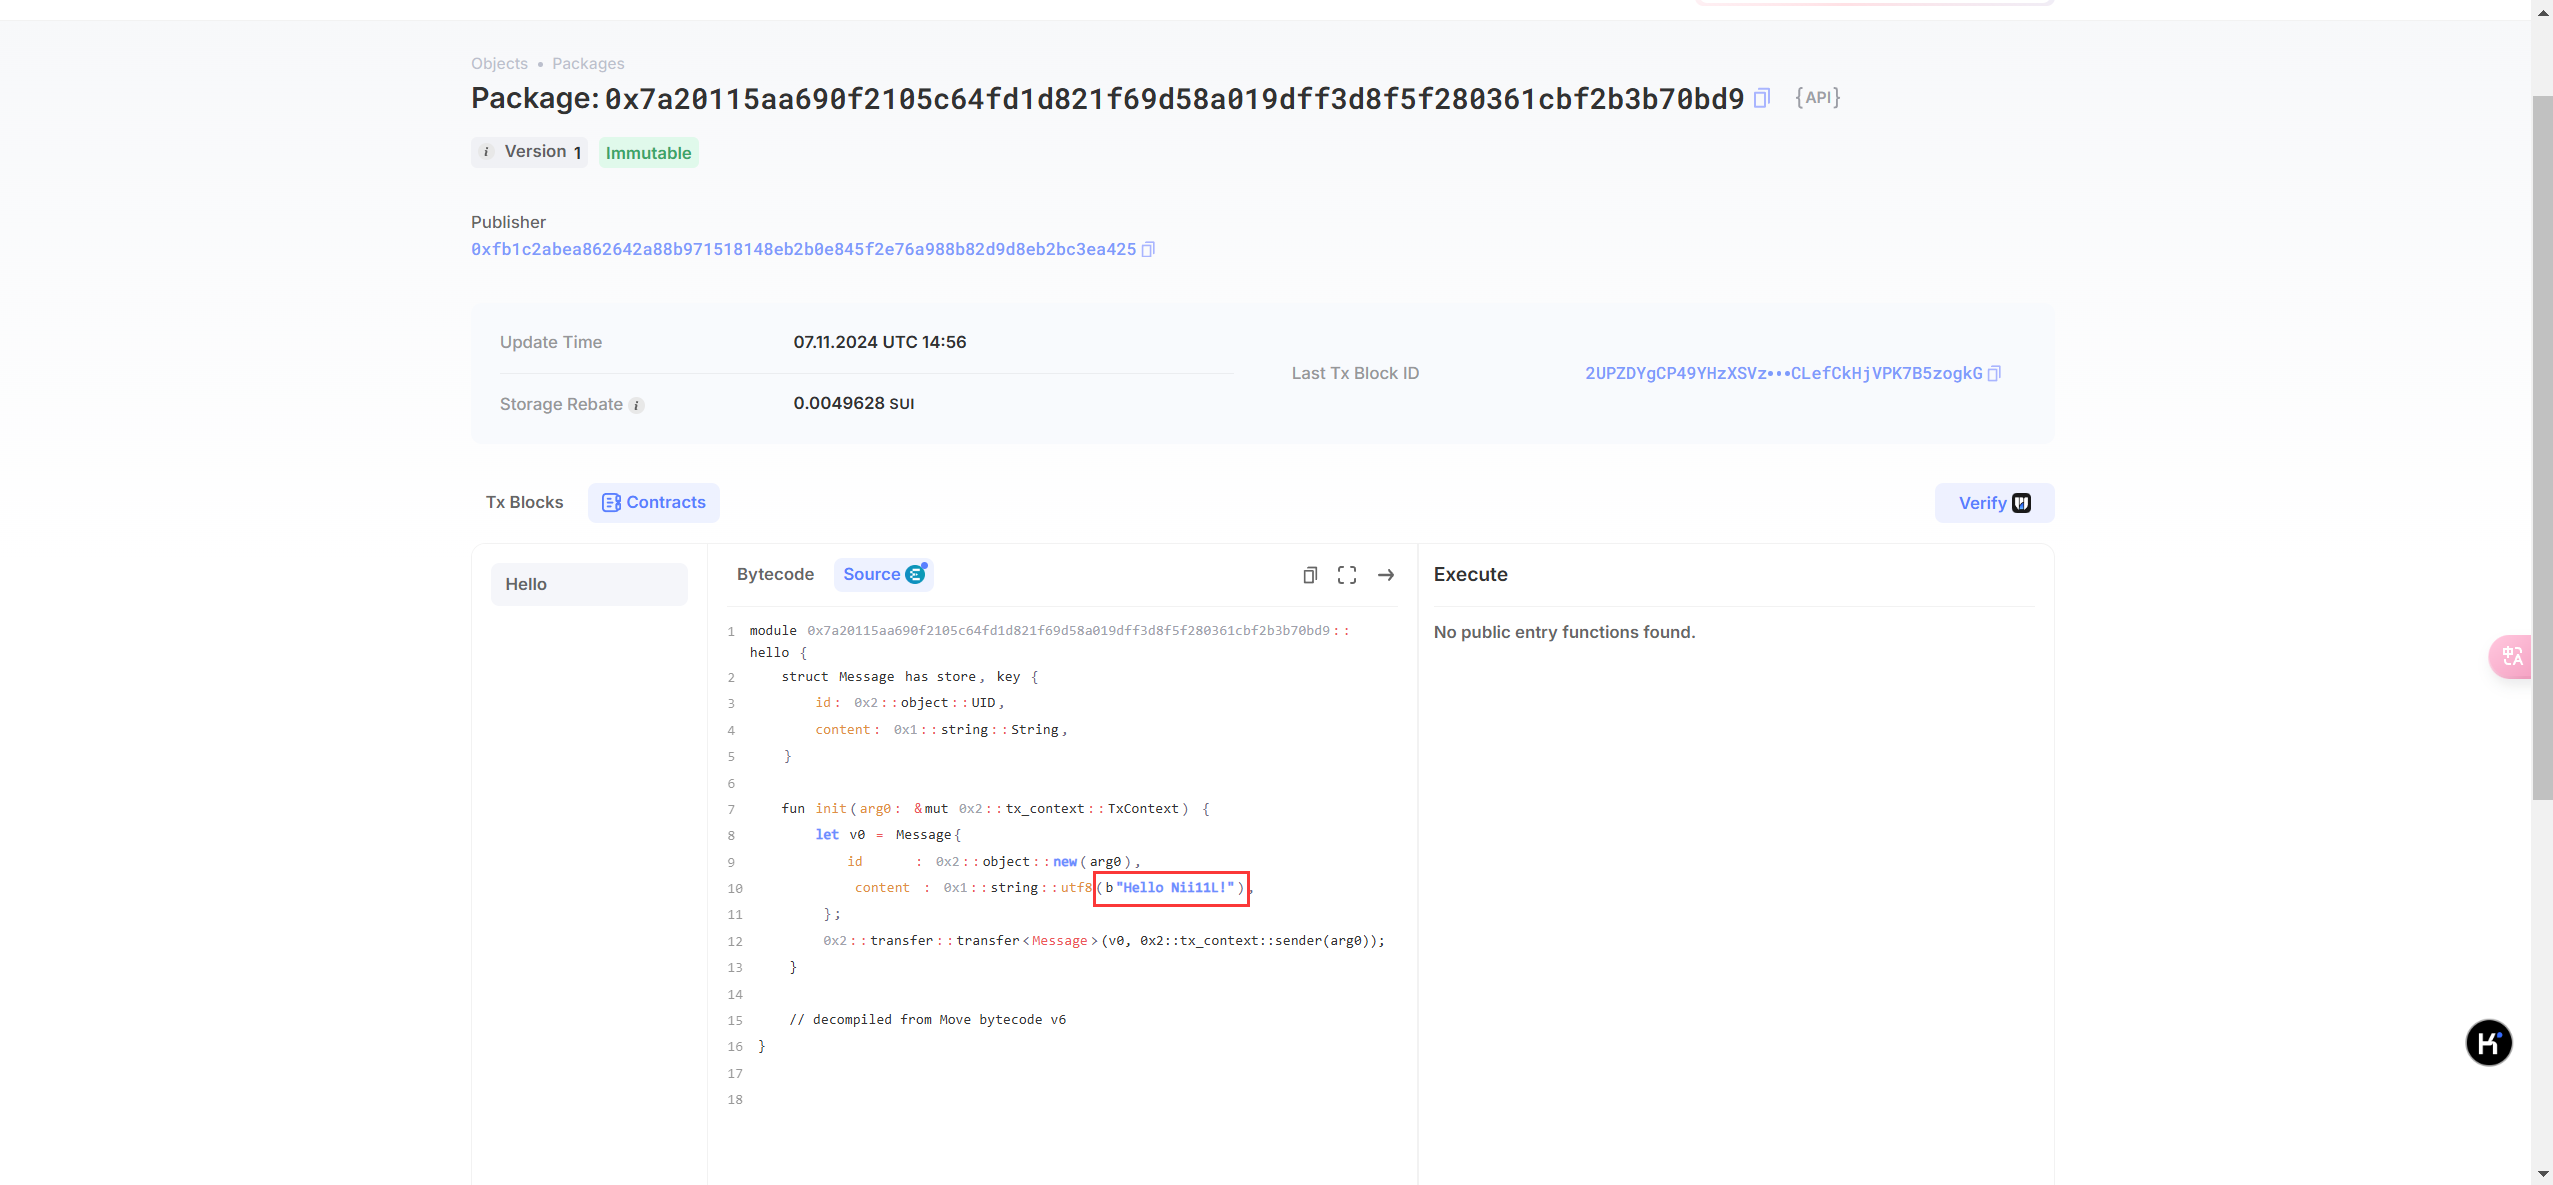 Objects • Packages
Package: 0x7a20115aa690f2105c64fd1d821f69d58a019dff3d8f5f280361cbf2b3b70bd9 {API}
i Version 1 Immutable
Publisher
0xfb1c2abea862642a88b971518148eb2b0e845f2e76a988b82d9d8eb2bc3ea425
Update Time 07.11.2024 UTC 14:56
Last Tx Block ID 2UPZDYgCP49YHzXSVz•••CLefCkHjVPK7B5zogkG
Storage Rebate i 0.0049628 SUI
Tx Blocks Contracts Verify
Hello
Bytecode Source
1 module 0x7a20115aa690f2105c64fd1d821f69d58a019dff3d8f5f280361cbf2b3b70bd9::
hello {
2 struct Message has store, key {
3 id: 0x2::object::UID,
4 content: 0x1::string::String,
5 }
6
7 fun init(arg0: &mut 0x2::tx_context::TxContext) {
8 let v0 = Message{
9 id : 0x2::object::new(arg0),
10 content : 0x1::string::utf8(b"Hello Nii11L!"),
11 };
12 0x2::transfer::transfer<Message>(v0, 0x2::tx_context::sender(arg0));
13 }
14
15 // decompiled from Move bytecode v6
16 }
17
18
Execute
No public entry functions found.
中A
K